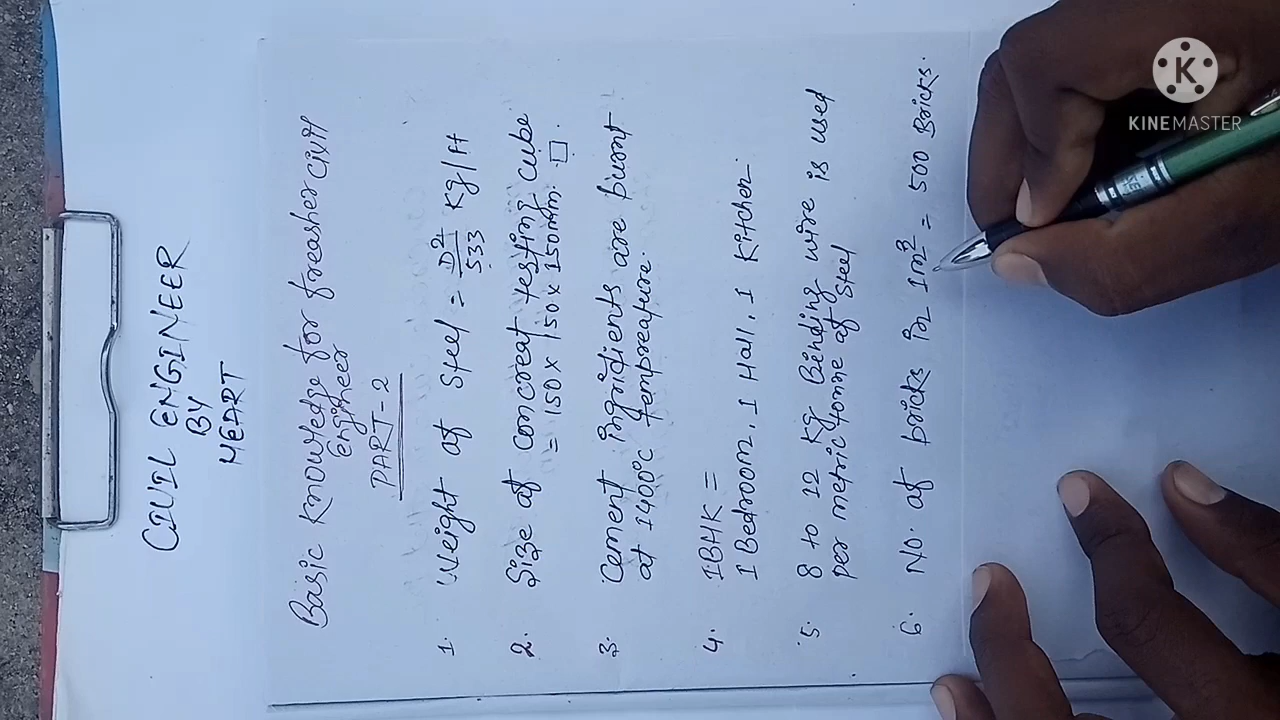 CIVIL ENGINEER
BY
HEART
Basic knowledge for freasher civil
engineer
PART-2
1. Weight of Steel = D²/533 kg/ft
2. Size of concreat testing cube
= 150 x 150 x 150mm.
3. Cement ingridients are burnt
at 1400°C tempreature.
4. 1BHK =
1 Bedroom, 1 Hall, 1 Kitchen
5. 8 to 12 kg Binding wire is used
per metric tonne of Steel
6. No. of bricks in 1m³ = 500 Bricks.
KINEMASTER